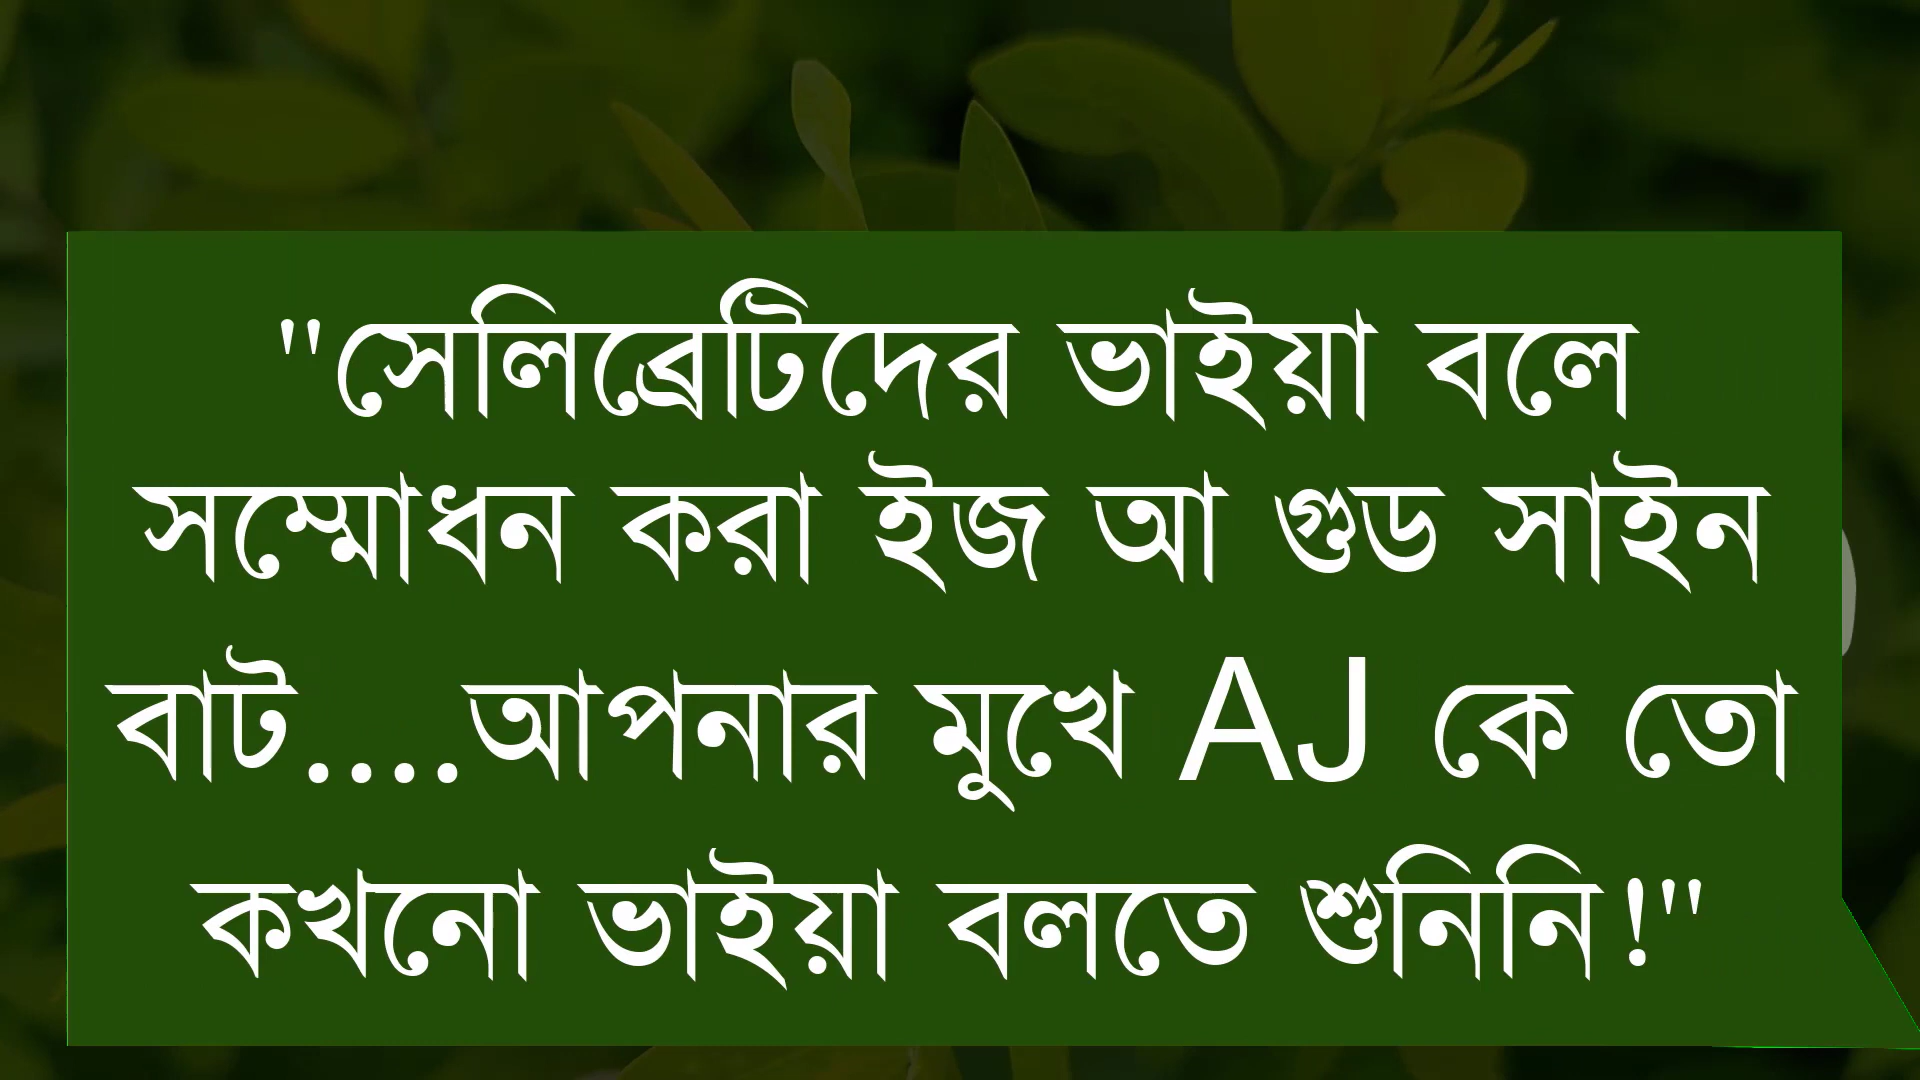 "সেলিব্রেটিদের ভাইয়া বলে
সম্মোধন করা ইজ আ গুড সাইন
বাট....আপনার মুখে AJ কে তো
কখনো ভাইয়া বলতে শুনিনি!"